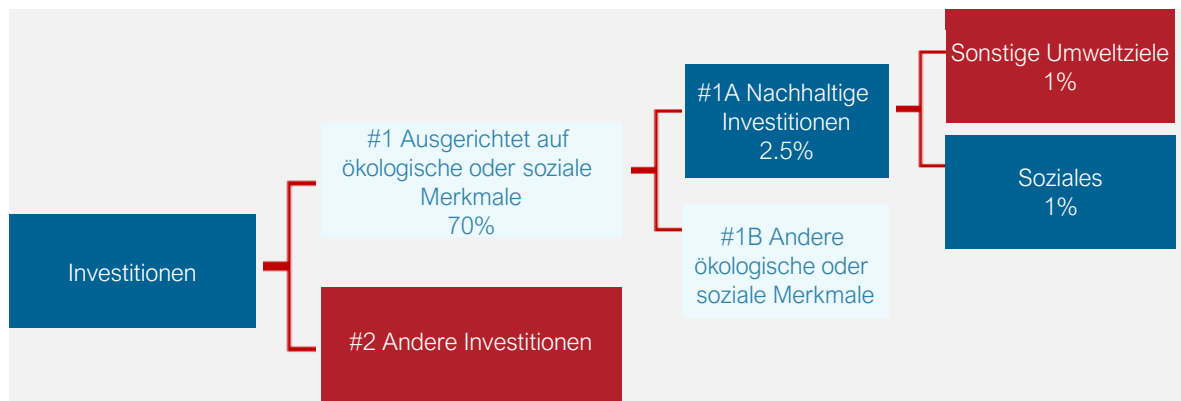 Investitionen
#1 Ausgerichtet auf
ökologische oder soziale
Merkmale
70%
#2 Andere Investitionen
#1A Nachhaltige
Investitionen
2.5%
#1B Andere
ökologische oder
soziale Merkmale
Sonstige Umweltziele
1%
Soziales
1%